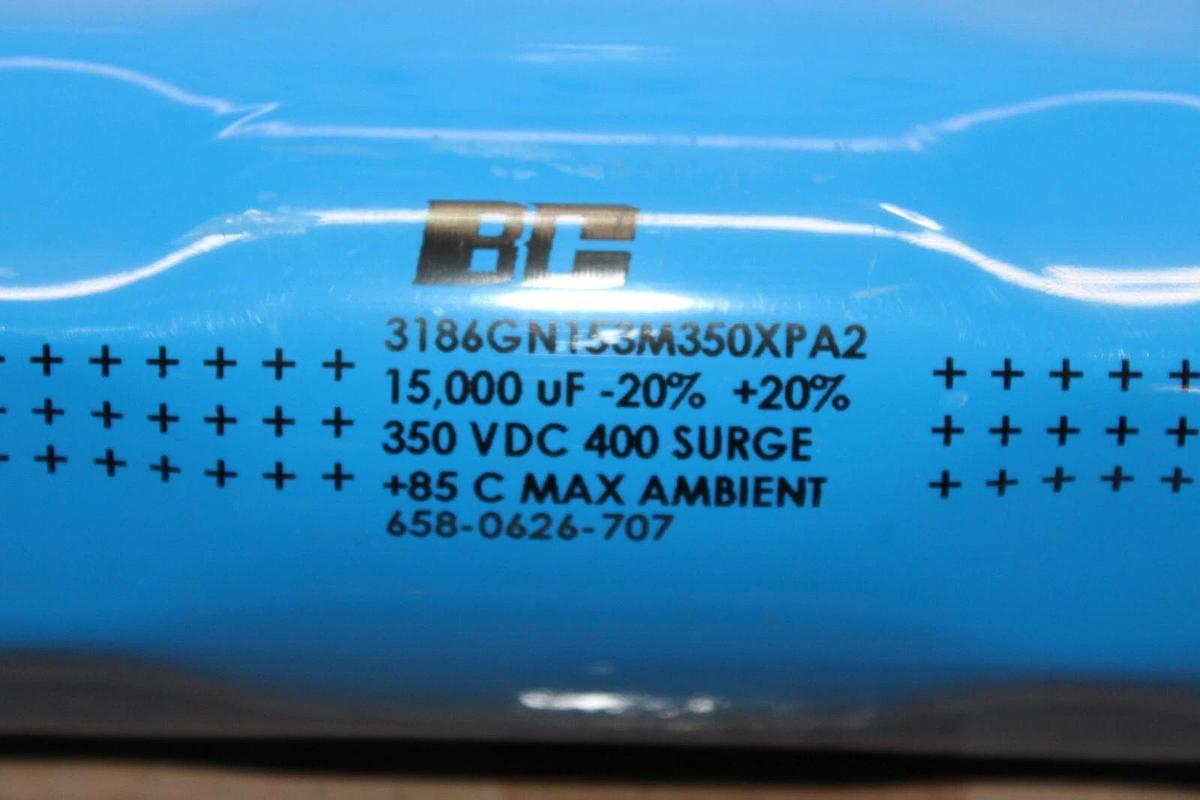 BC
3186GN153M350XPA2
15,000 uF -20% +20%
350 VDC 400 SURGE
+85 C MAX AMBIENT
658-0626-707